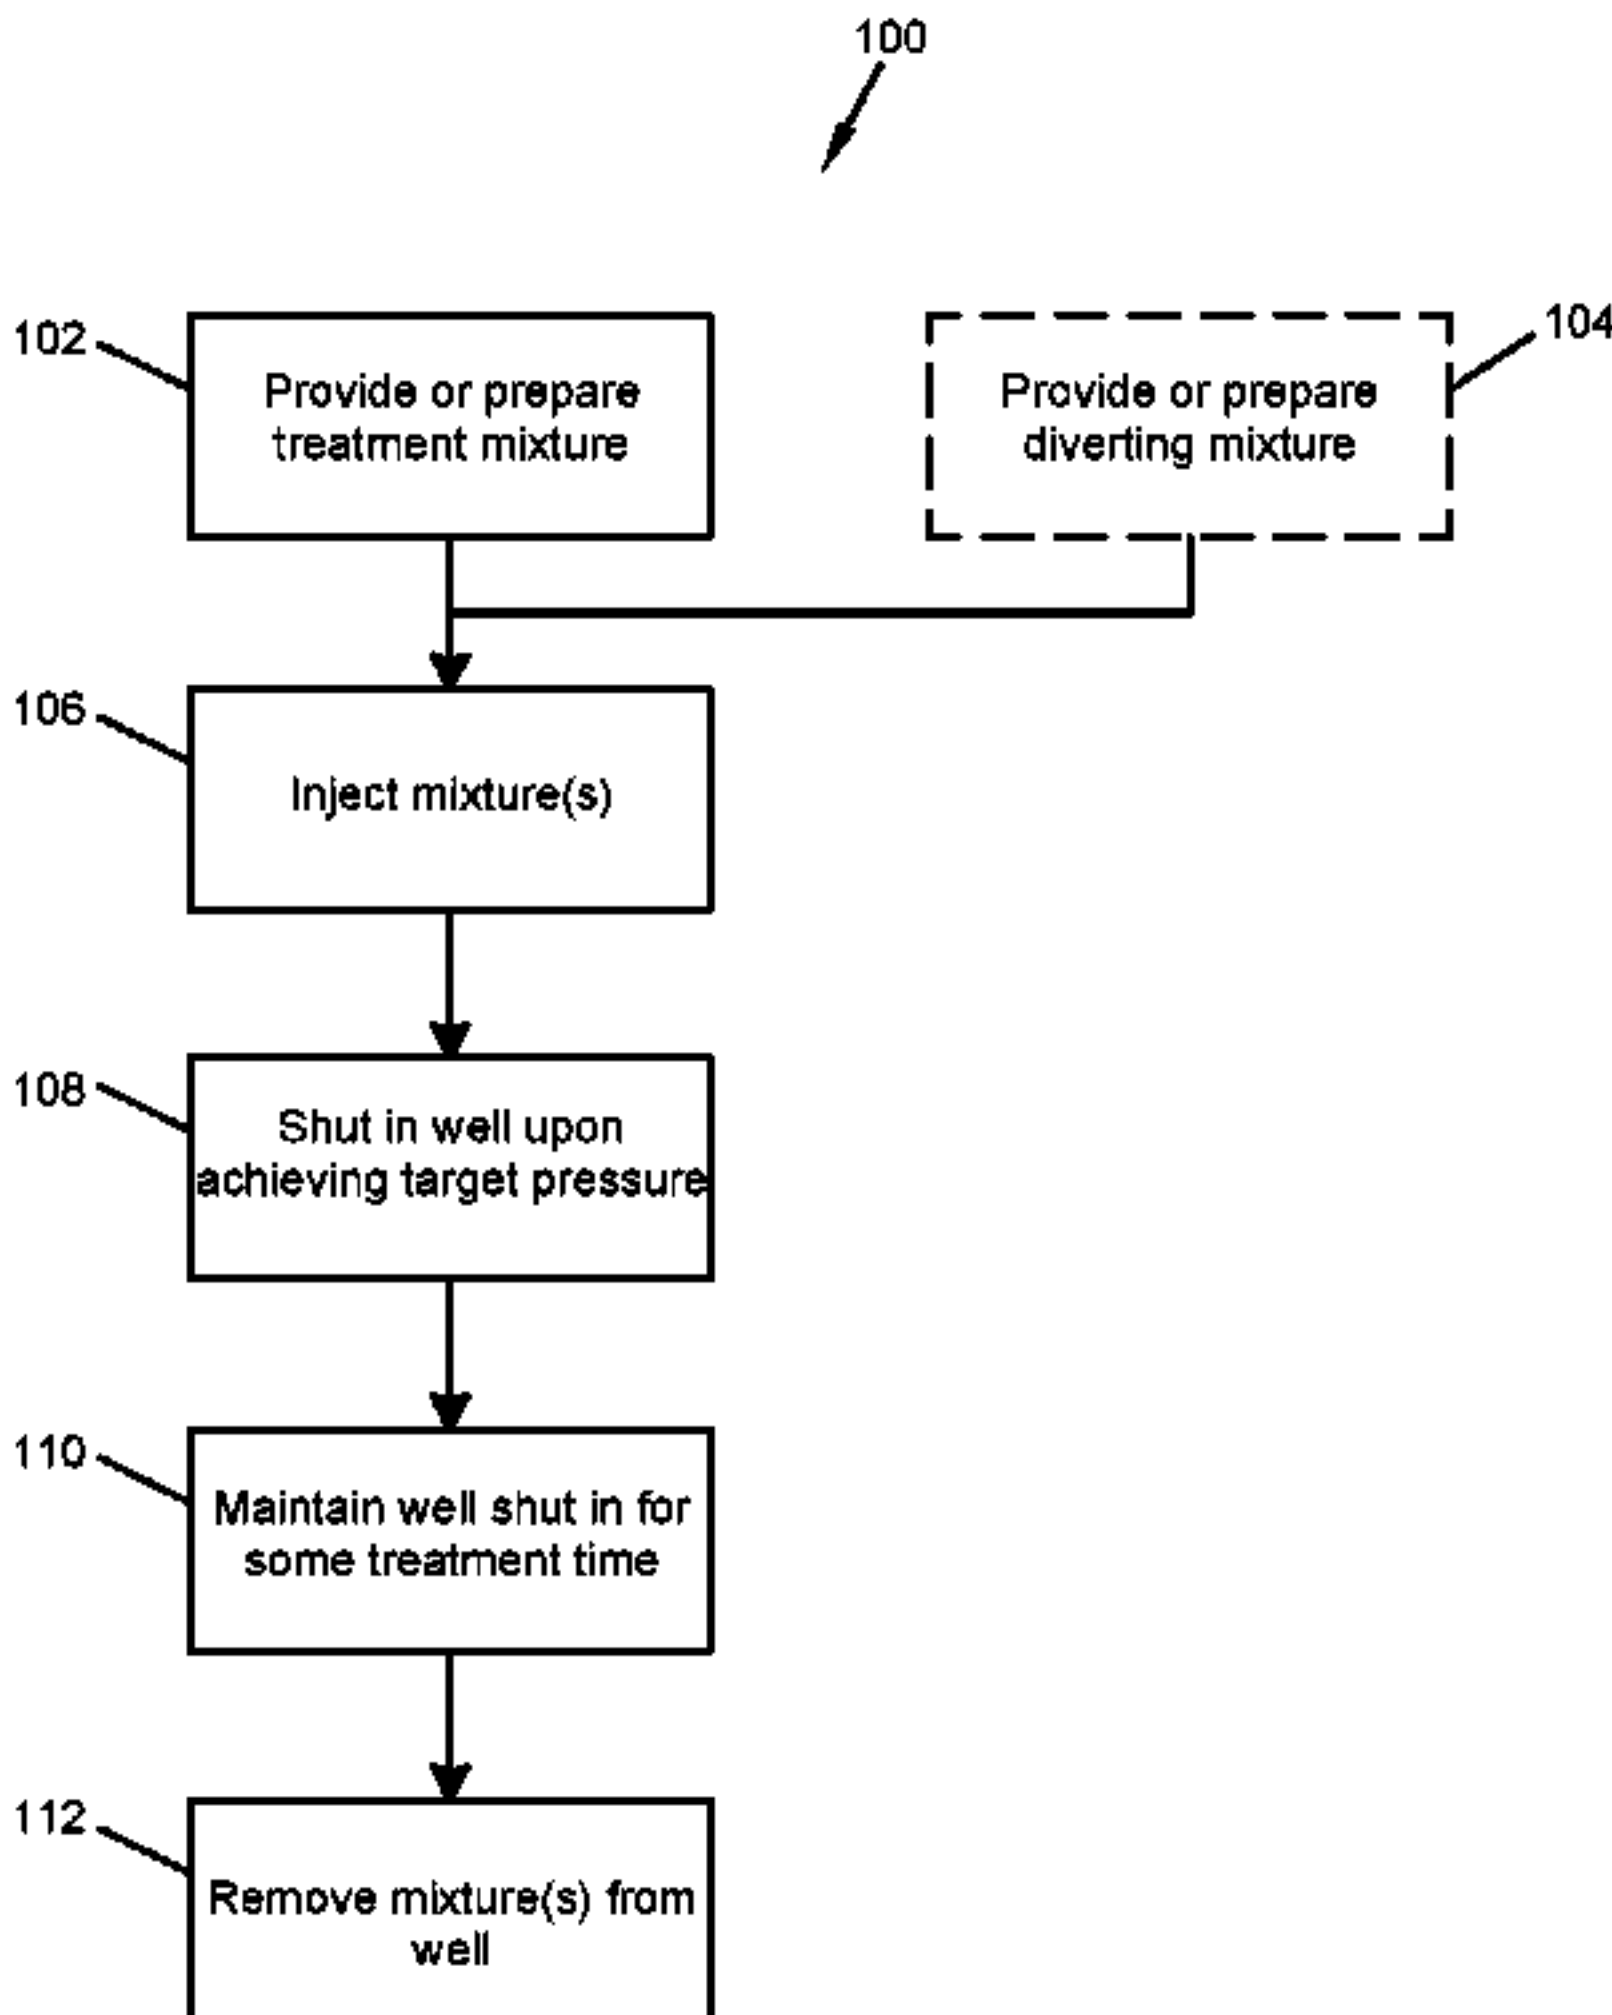 100
102
Provide or prepare
treatment mixture
104
Provide or prepare
diverting mixture
106
Inject mixture(s)
108
Shut in well upon
achieving target pressure
110
Maintain well shut in for
some treatment time
112
Remove mixture(s) from
well